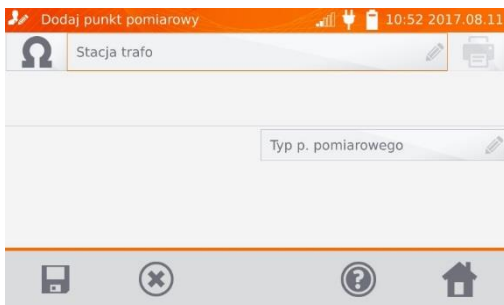 Dodaj punkt pomiarowy 10:52 2017.08.11
Ω Stacja trafo
Typ p. pomiarowego